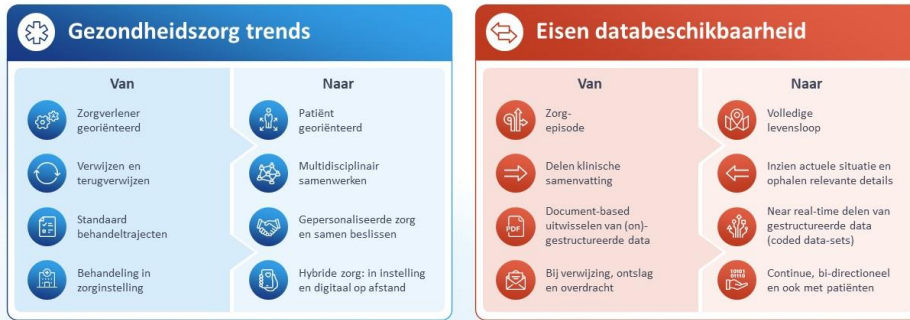 Gezondheidszorg trends
Van
Naar
Zorgverlener
georiënteerd
Patiënt
georiënteerd
Verwijzen en
terugverwijzen
Multidisciplinair
samenwerken
Standaard
behandeltrajecten
Gepersonaliseerde zorg
en samen beslissen
Behandeling in
zorginstelling
Hybride zorg: in instelling
en digitaal op afstand
Eisen databeschikbaarheid
Van
Naar
Zorg-
episode
Volledige
levensloop
Delen klinische
samenvatting
Inzien actuele situatie en
ophalen relevante details
PDF
Document-based
uitwisselen van (on)-
gestructureerde data
Near real-time delen van
gestructureerde data
(coded data-sets)
Bij verwijzing, ontslag
en overdracht
10101
01110
Continue, bi-directioneel
en ook met patiënten